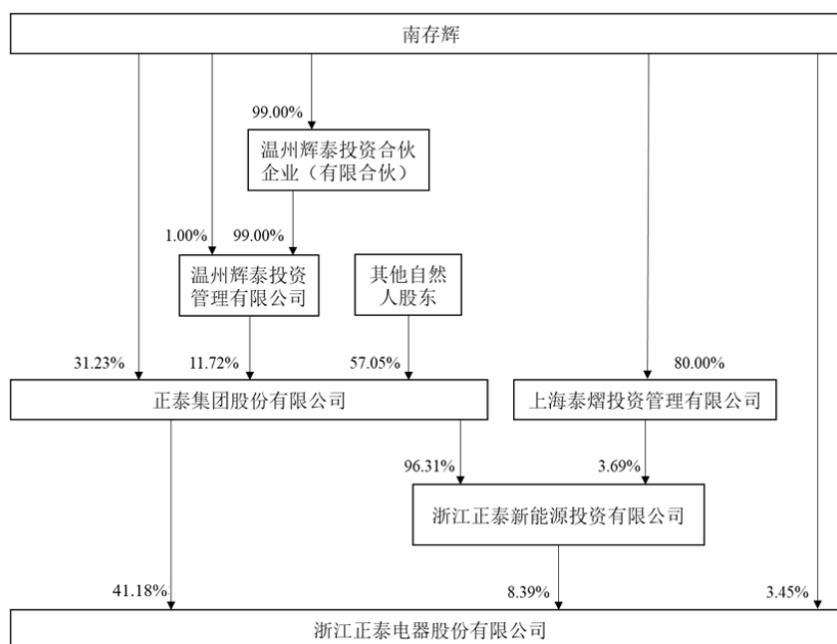 南存辉
99.00%
温州辉泰投资合伙
企业（有限合伙）
1.00%
99.00%
温州辉泰投资
管理有限公司
其他自然
人股东
31.23%
11.72%
57.05%
80.00%
正泰集团股份有限公司
上海泰熠投资管理有限公司
96.31%
3.69%
浙江正泰新能源投资有限公司
41.18%
8.39%
3.45%
浙江正泰电器股份有限公司